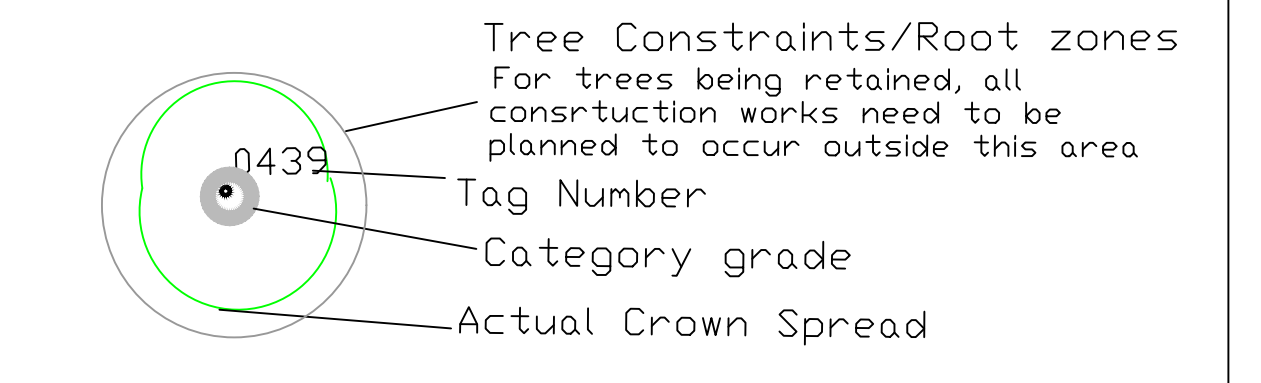 Tree Constraints/Root zones
For trees being retained, all
consrtuction works need to be
planned to occur outside this area
0439
Tag Number
Category grade
Actual Crown Spread